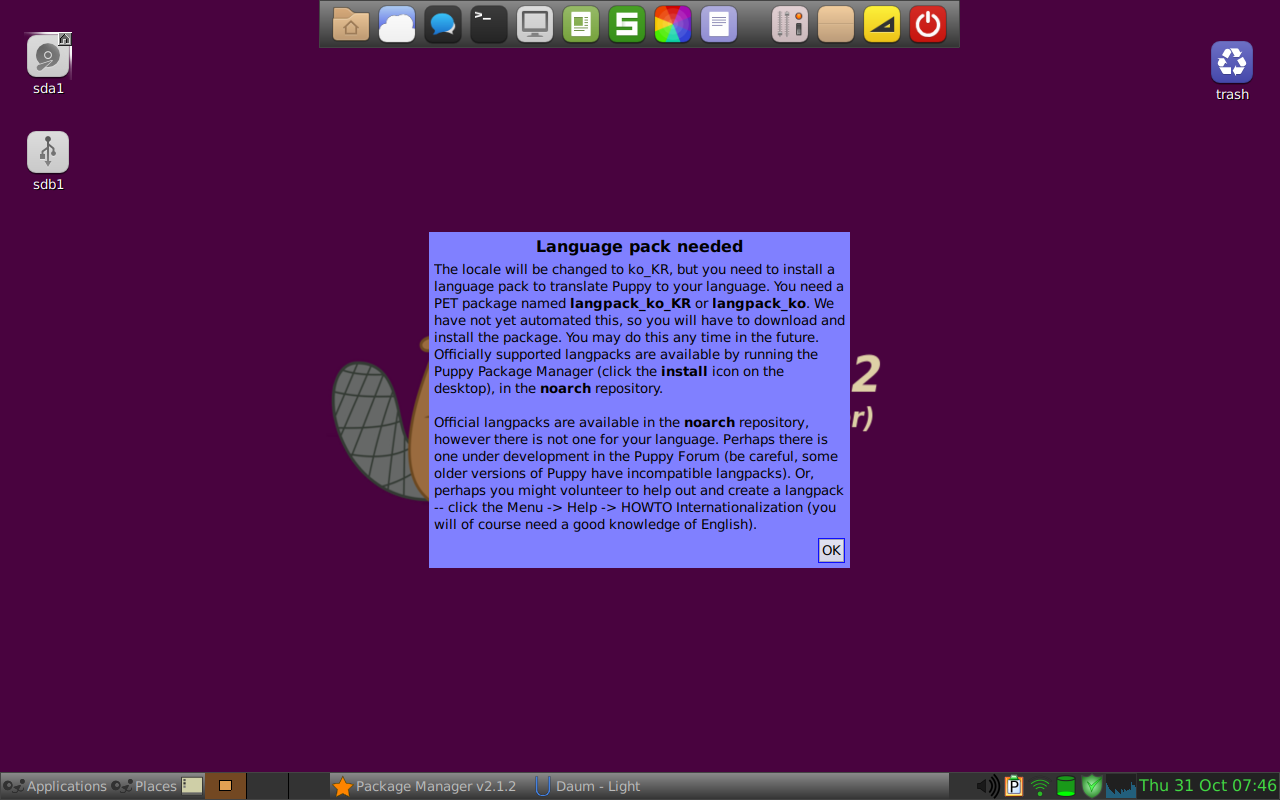 >_
sda1
trash
sdb1
Language pack needed
The locale will be changed to ko_KR, but you need to install a
language pack to translate Puppy to your language. You need a
PET package named langpack_ko_KR or langpack_ko. We
have not yet automated this, so you will have to download and
install the package. You may do this any time in the future.
Officially supported langpacks are available by running the
Puppy Package Manager (click the install icon on the
desktop), in the noarch repository.
Official langpacks are available in the noarch repository,
however there is not one for your language. Perhaps there is
one under development in the Puppy Forum (be careful, some
older versions of Puppy have incompatible langpacks). Or,
perhaps you might volunteer to help out and create a langpack
-- click the Menu -> Help -> HOWTO Internationalization (you
will of course need a good knowledge of English).
OK
2
r)
Applications Places Package Manager v2.1.2 Daum - Light P Thu 31 Oct 07:46